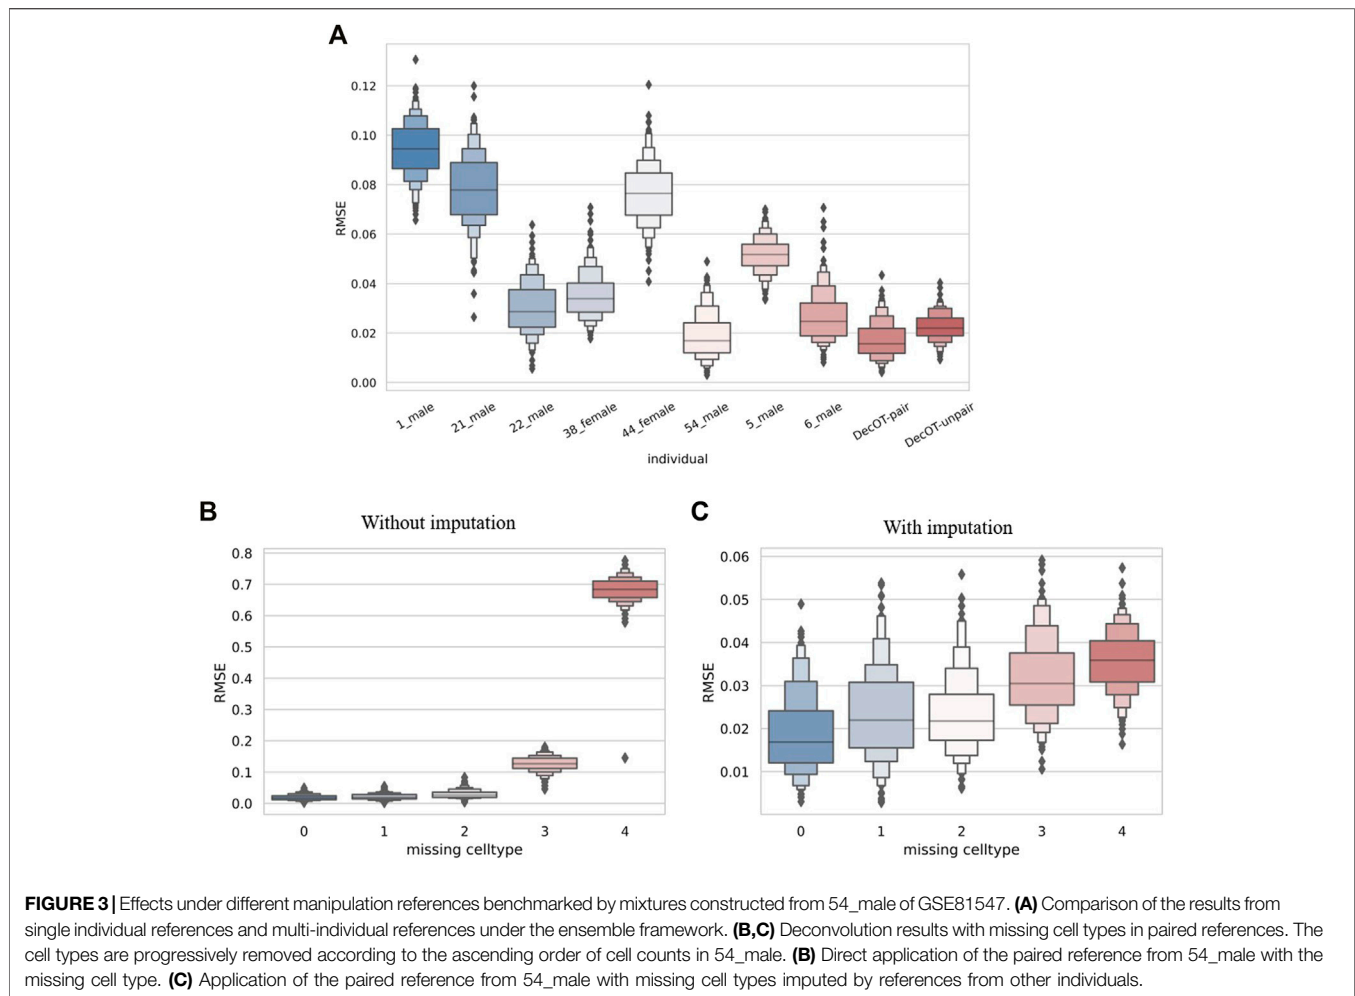 A
0.12
0.10
0.08
0.06
0.04
0.02
0.00
RMSE
1_male
21_male
22_male
38_female
44_female
54_male
5_male
6_male
DecOT-pair
DecOT-unpair
individual
B
Without imputation
0.8
0.7
0.6
0.5
0.4
0.3
0.2
0.1
0.0
RMSE
0 1 2 3 4
missing celltype
C
With imputation
0.06
0.05
0.04
0.03
0.02
0.01
RMSE
0 1 2 3 4
missing celltype
FIGURE 3 | Effects under different manipulation references benchmarked by mixtures constructed from 54_male of GSE81547. (A) Comparison of the results from
single individual references and multi-individual references under the ensemble framework. (B,C) Deconvolution results with missing cell types in paired references. The
cell types are progressively removed according to the ascending order of cell counts in 54_male. (B) Direct application of the paired reference from 54_male with the
missing cell type. (C) Application of the paired reference from 54_male with missing cell types imputed by references from other individuals.